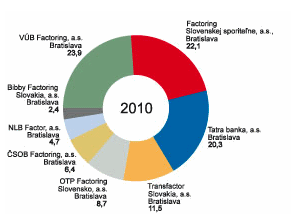 Factoring
Slovenskej sporiteľne, a.s.,
Bratislava
22,1
VÚB Factoring, a.s.
Bratislava
23,9
Bibby Factoring
Slovakia, a.s.
Bratislava
2,4
2010
NLB Factor, a.s.
Bratislava
4,7
Tatra banka, a.s.
Bratislava
20,3
ČSOB Factoring, a.s.
Bratislava
6,4
OTP Factoring
Slovensko, a.s.
Bratislava
8,7
Transfactor
Slovakia, a.s.
Bratislava
11,5